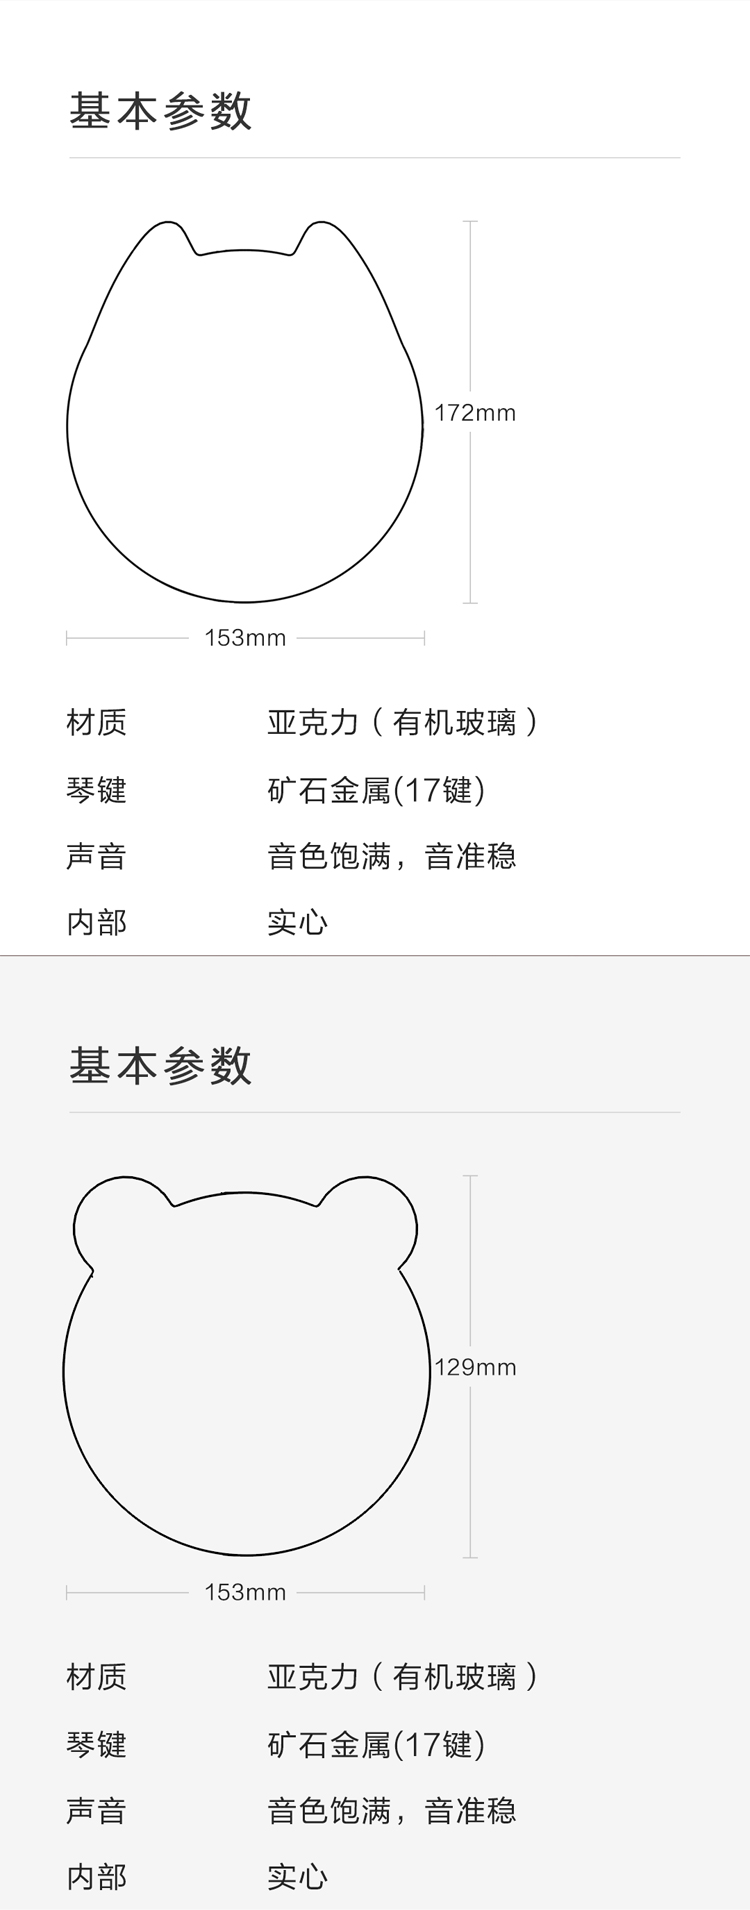 基本参数
172mm
153mm
材质 亚克力（有机玻璃）
琴键 矿石金属(17键)
声音 音色饱满，音准稳
内部 实心
基本参数
129mm
153mm
材质 亚克力（有机玻璃）
琴键 矿石金属(17键)
声音 音色饱满，音准稳
内部 实心